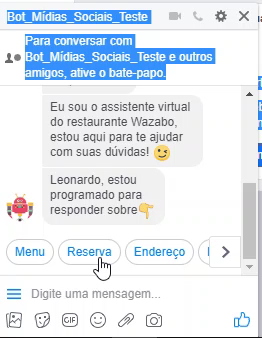 Bot_Mídias_Sociais_Teste
Para conversar com
Bot_Mídias_Sociais_Teste e outros
amigos, ative o bate-papo.
Eu sou o assistente virtual
do restaurante Wazabo,
estou aqui para te ajudar
com suas dúvidas! 😉
Leonardo, estou
programado para
responder sobre👇
Menu Reserva Endereço
Digite uma mensagem...
GIF